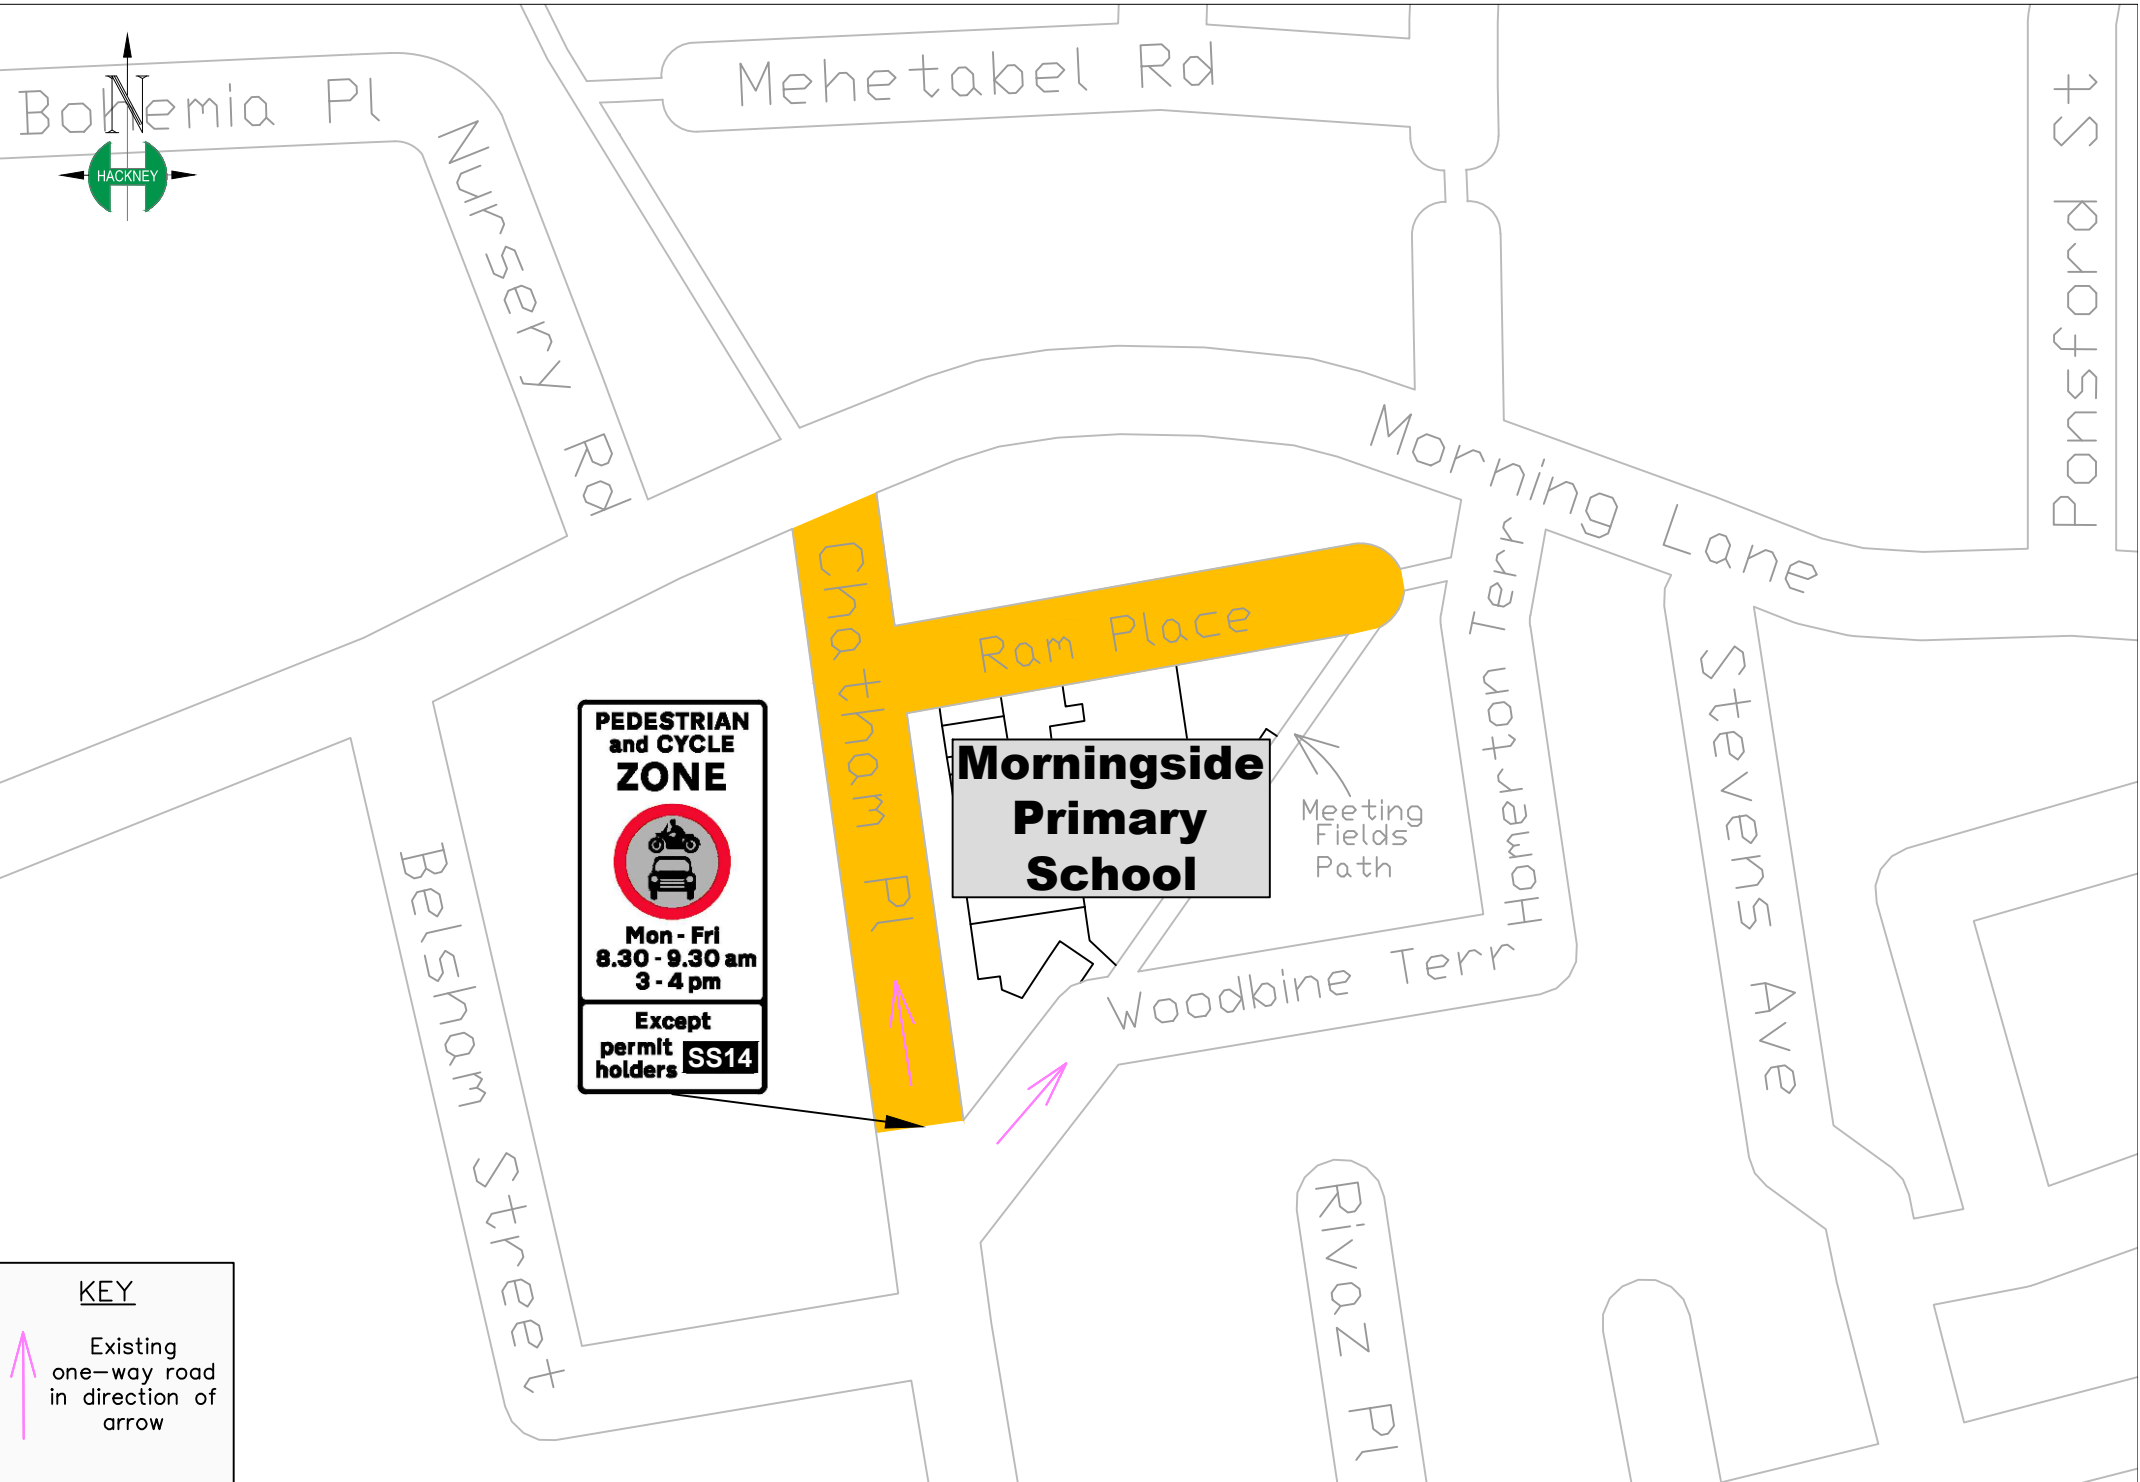 N
HACKNEY
Bohemia Pl
Nursery Rd
Mehetabel Rd
Ponsford St
Morning Lane
Chatham Pl
Ram Place
Homerton Terr
Stevens Ave
PEDESTRIAN
and CYCLE
ZONE
Mon - Fri
8.30 - 9.30 am
3 - 4 pm
Except
permit
holders SS14
Morningside
Primary
School
Meeting
Fields
Path
Woodbine Terr
Belsham Street
Rivaz Pl
KEY
Existing
one-way road
in direction of
arrow